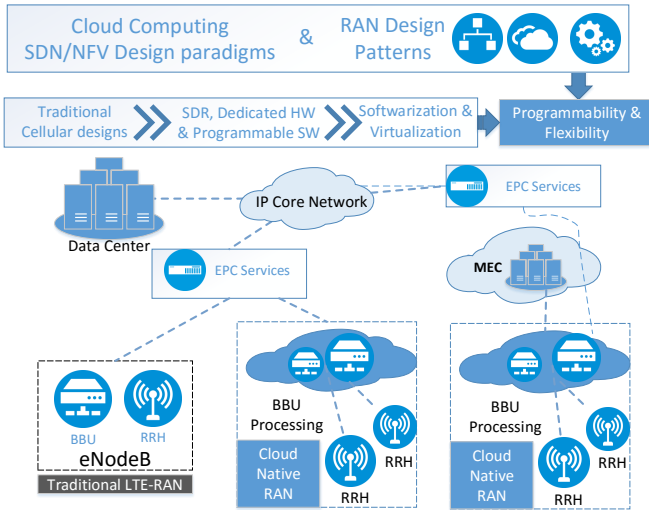 Cloud Computing
SDN/NFV Design paradigms
&
RAN Design
Patterns
Traditional
Cellular designs
SDR, Dedicated HW
& Programmable SW
Softwarization &
Virtualization
Programmability &
Flexibility
Data Center
IP Core Network
EPC Services
EPC Services
MEC
BBU
RRH
eNodeB
Traditional LTE-RAN
BBU
Processing
Cloud
Native
RAN
RRH
RRH
BBU
Processing
Cloud
Native
RAN
RRH
RRH